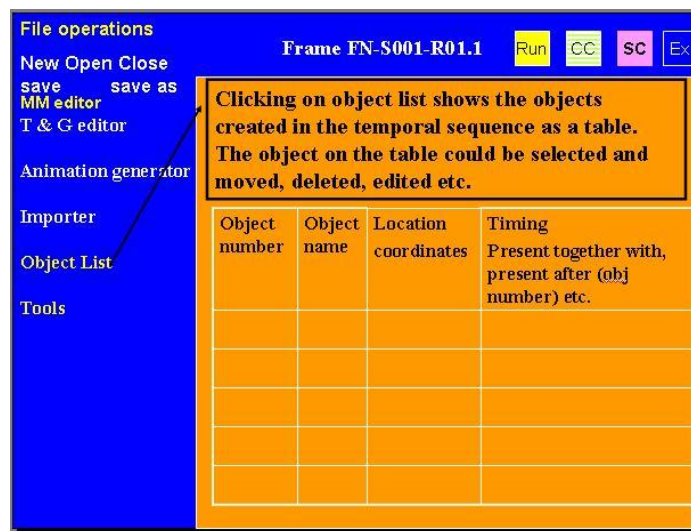 File operations
Frame FN-S001-R01.1
Run
CC
SC
Ex
New Open Close
save save as
MM editor
T & G editor
Animation generator
Importer
Object List
Tools
Clicking on object list shows the objects
created in the temporal sequence as a table.
The object on the table could be selected and
moved, deleted, edited etc.
Object
number
Object
name
Location
coordinates
Timing
Present together with,
present after (obj
number) etc.